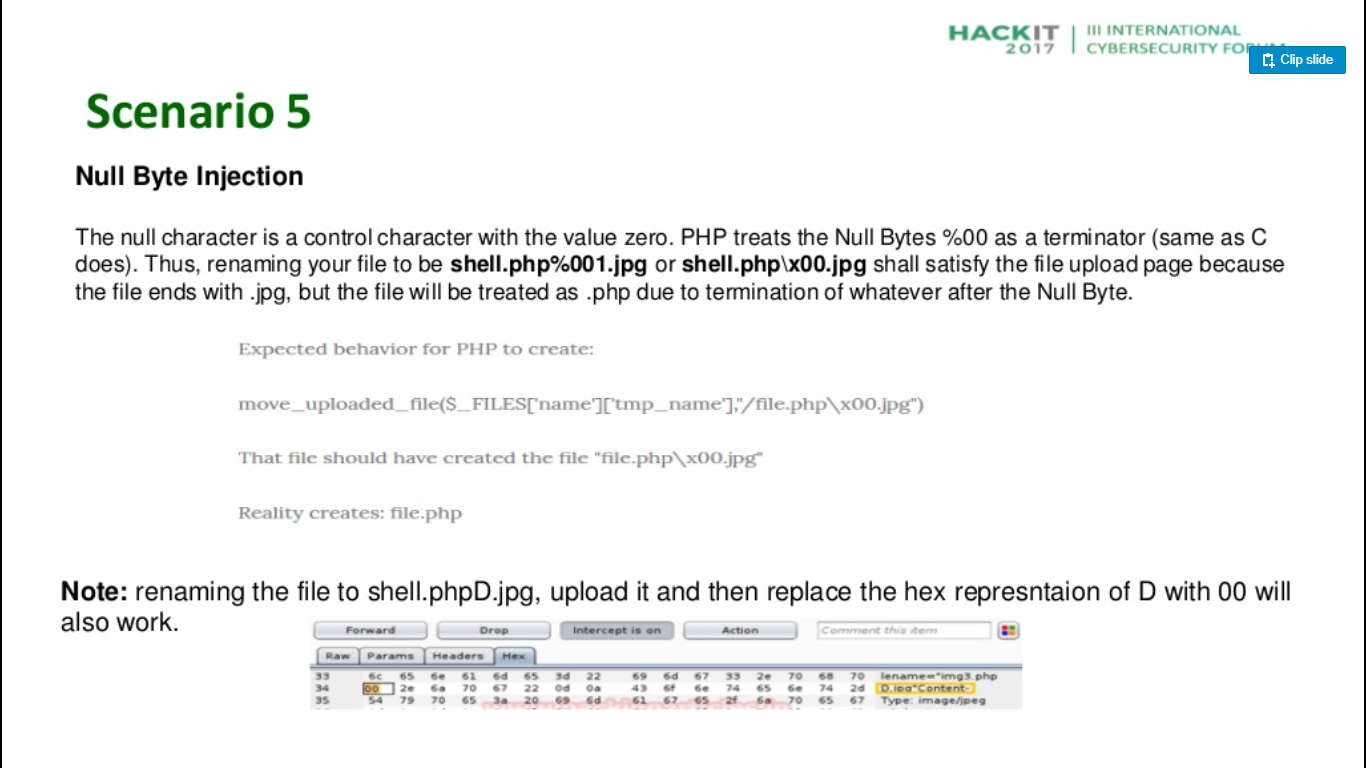 HACKIT 2017 | III INTERNATIONAL
CYBERSECURITY FORUM
Clip slide
Scenario 5
Null Byte Injection
The null character is a control character with the value zero. PHP treats the Null Bytes %00 as a terminator (same as C
does). Thus, renaming your file to be shell.php%001.jpg or shell.php\x00.jpg shall satisfy the file upload page because
the file ends with .jpg, but the file will be treated as .php due to termination of whatever after the Null Byte.
Expected behavior for PHP to create:
move_uploaded_file($_FILES['name']['tmp_name'],"/file.php\x00.jpg")
That file should have created the file "file.php\x00.jpg"
Reality creates: file.php
Note: renaming the file to shell.phpD.jpg, upload it and then replace the hex represntaion of D with 00 will
also work.
Forward Drop Intercept is on Action Comment this item
Raw Params Headers Hex
33 6c 65 6e 61 6d 65 3d 22 69 6d 67 33 2e 70 68 70 lename="img3.php
34 00 2e 6a 70 67 22 0d 0a 43 6f 6e 74 65 6e 74 2d D.jpg"Content-
35 54 79 70 65 3a 20 69 6d 61 67 65 2f 6a 70 65 67 Type: image/jpeg